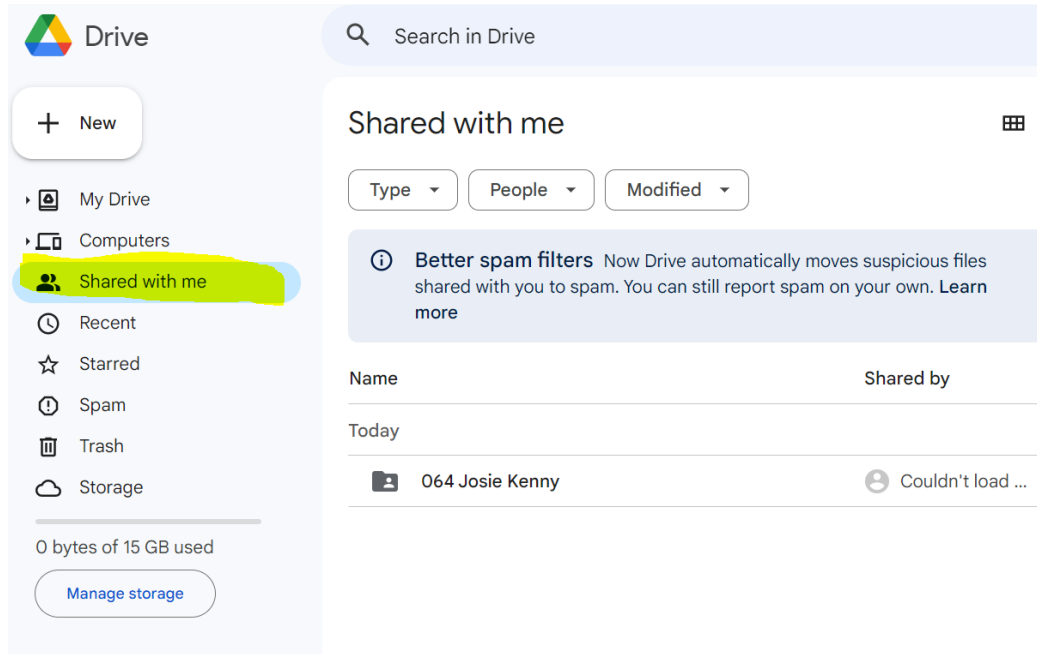 Drive
Search in Drive
New
My Drive
Computers
Shared with me
Recent
Starred
Spam
Trash
Storage
0 bytes of 15 GB used
Manage storage
Shared with me
Type
People
Modified
Better spam filters Now Drive automatically moves suspicious files
shared with you to spam. You can still report spam on your own. Learn
more
Name Shared by
Today
064 Josie Kenny Couldn't load ...